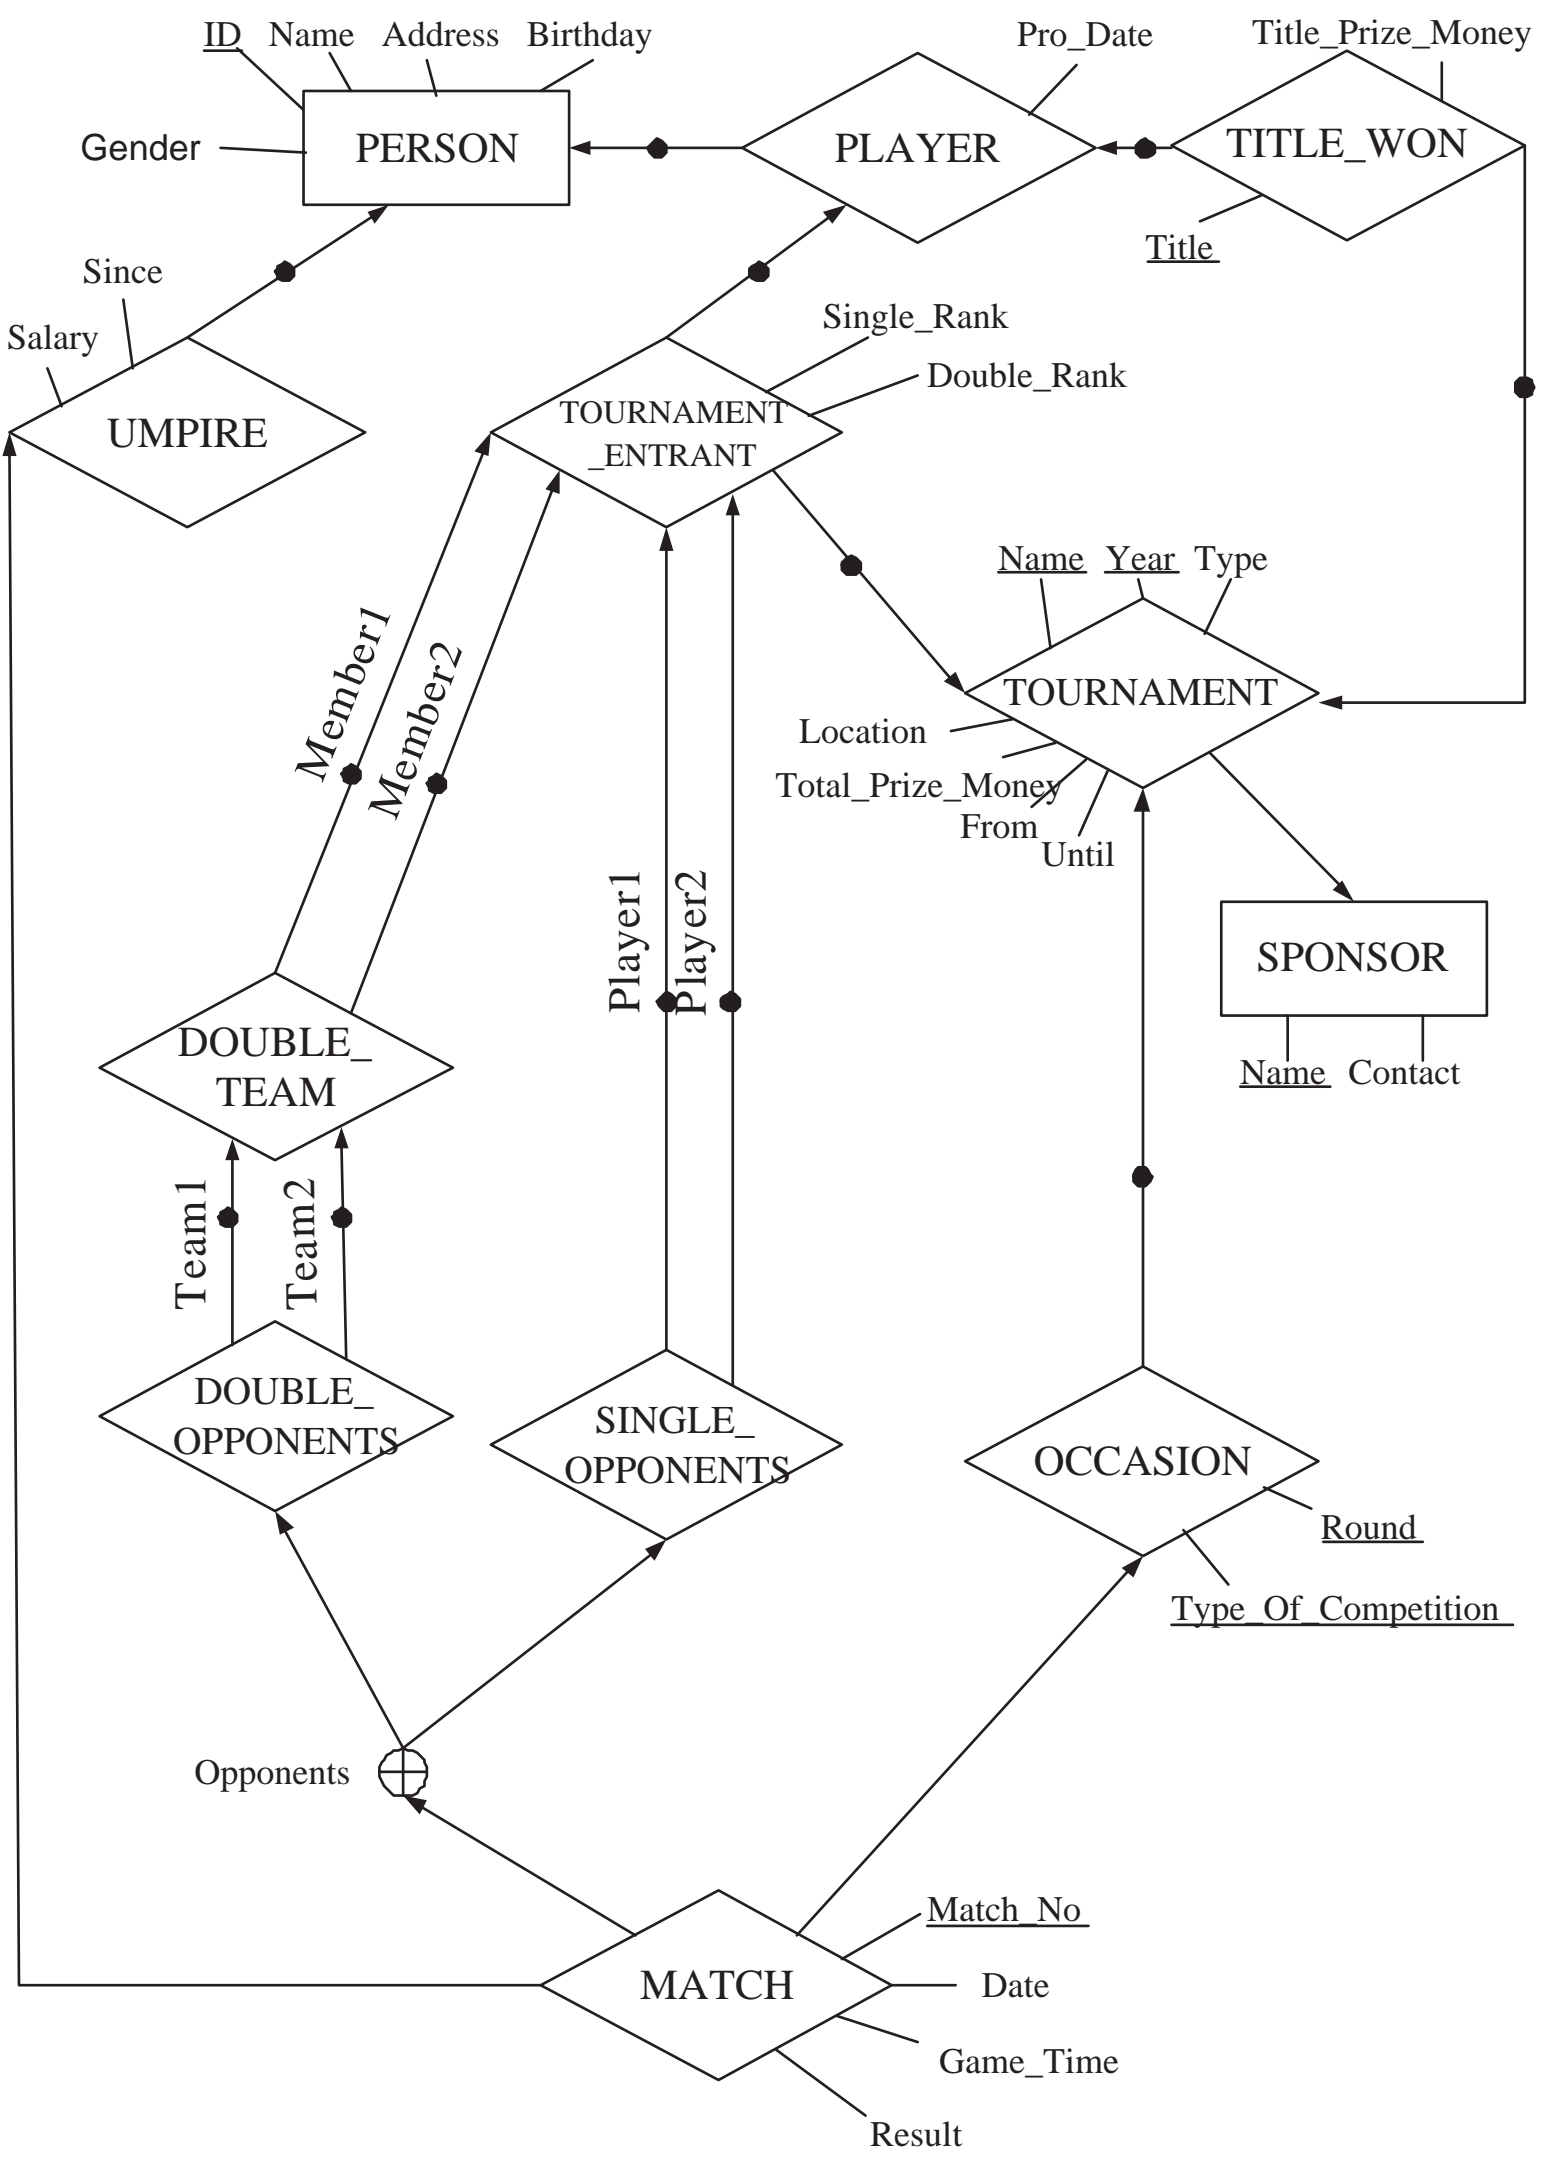 ID Name Address Birthday
Pro_Date
Title_Prize_Money
Gender
PERSON
PLAYER
TITLE_WON
Title
Since
Salary
UMPIRE
Single_Rank
Double_Rank
TOURNAMENT
_ENTRANT
Name Year Type
TOURNAMENT
Location
Total_Prize_Money
From
Until
Member1
Member2
Player1
Player2
SPONSOR
Name Contact
DOUBLE_
TEAM
Team1
Team2
DOUBLE_
OPPONENTS
SINGLE_
OPPONENTS
OCCASION
Round
Type_Of_Competition
Opponents
MATCH
Match_No
Date
Game_Time
Result